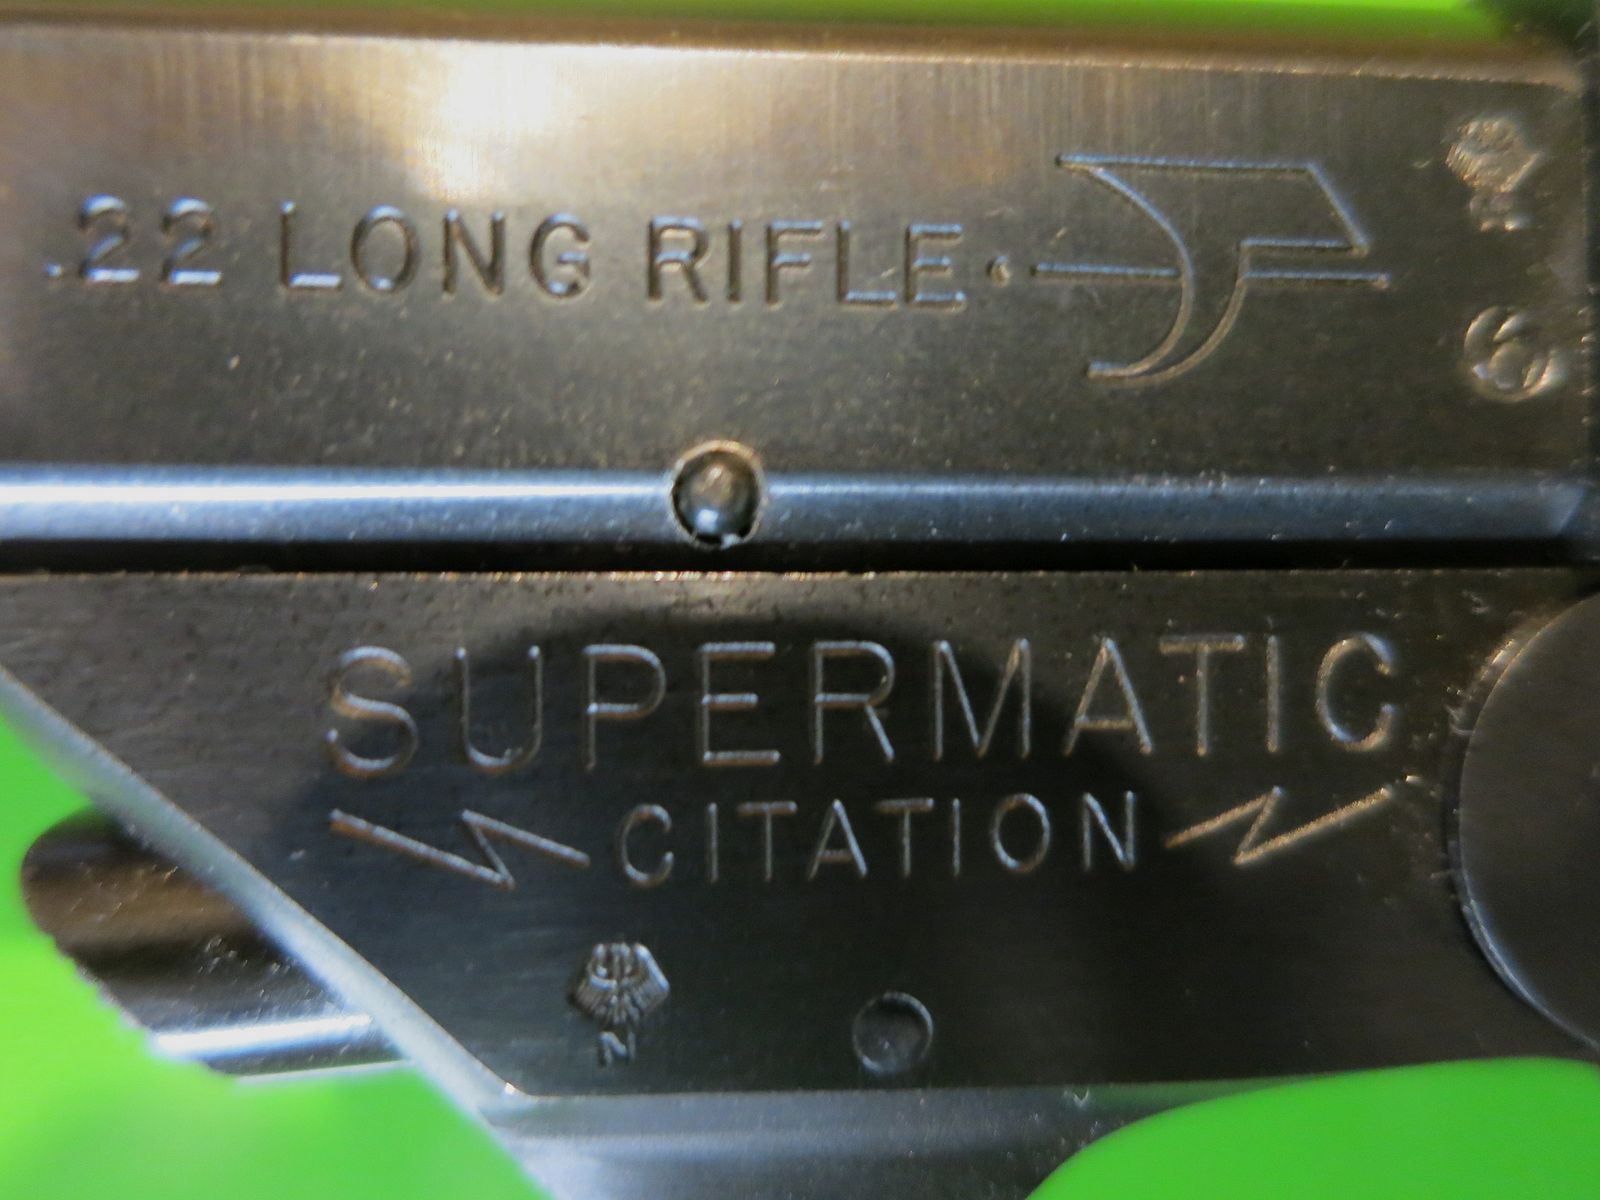 .22 LONG RIFLE
SUPERMATIC
CITATION
N